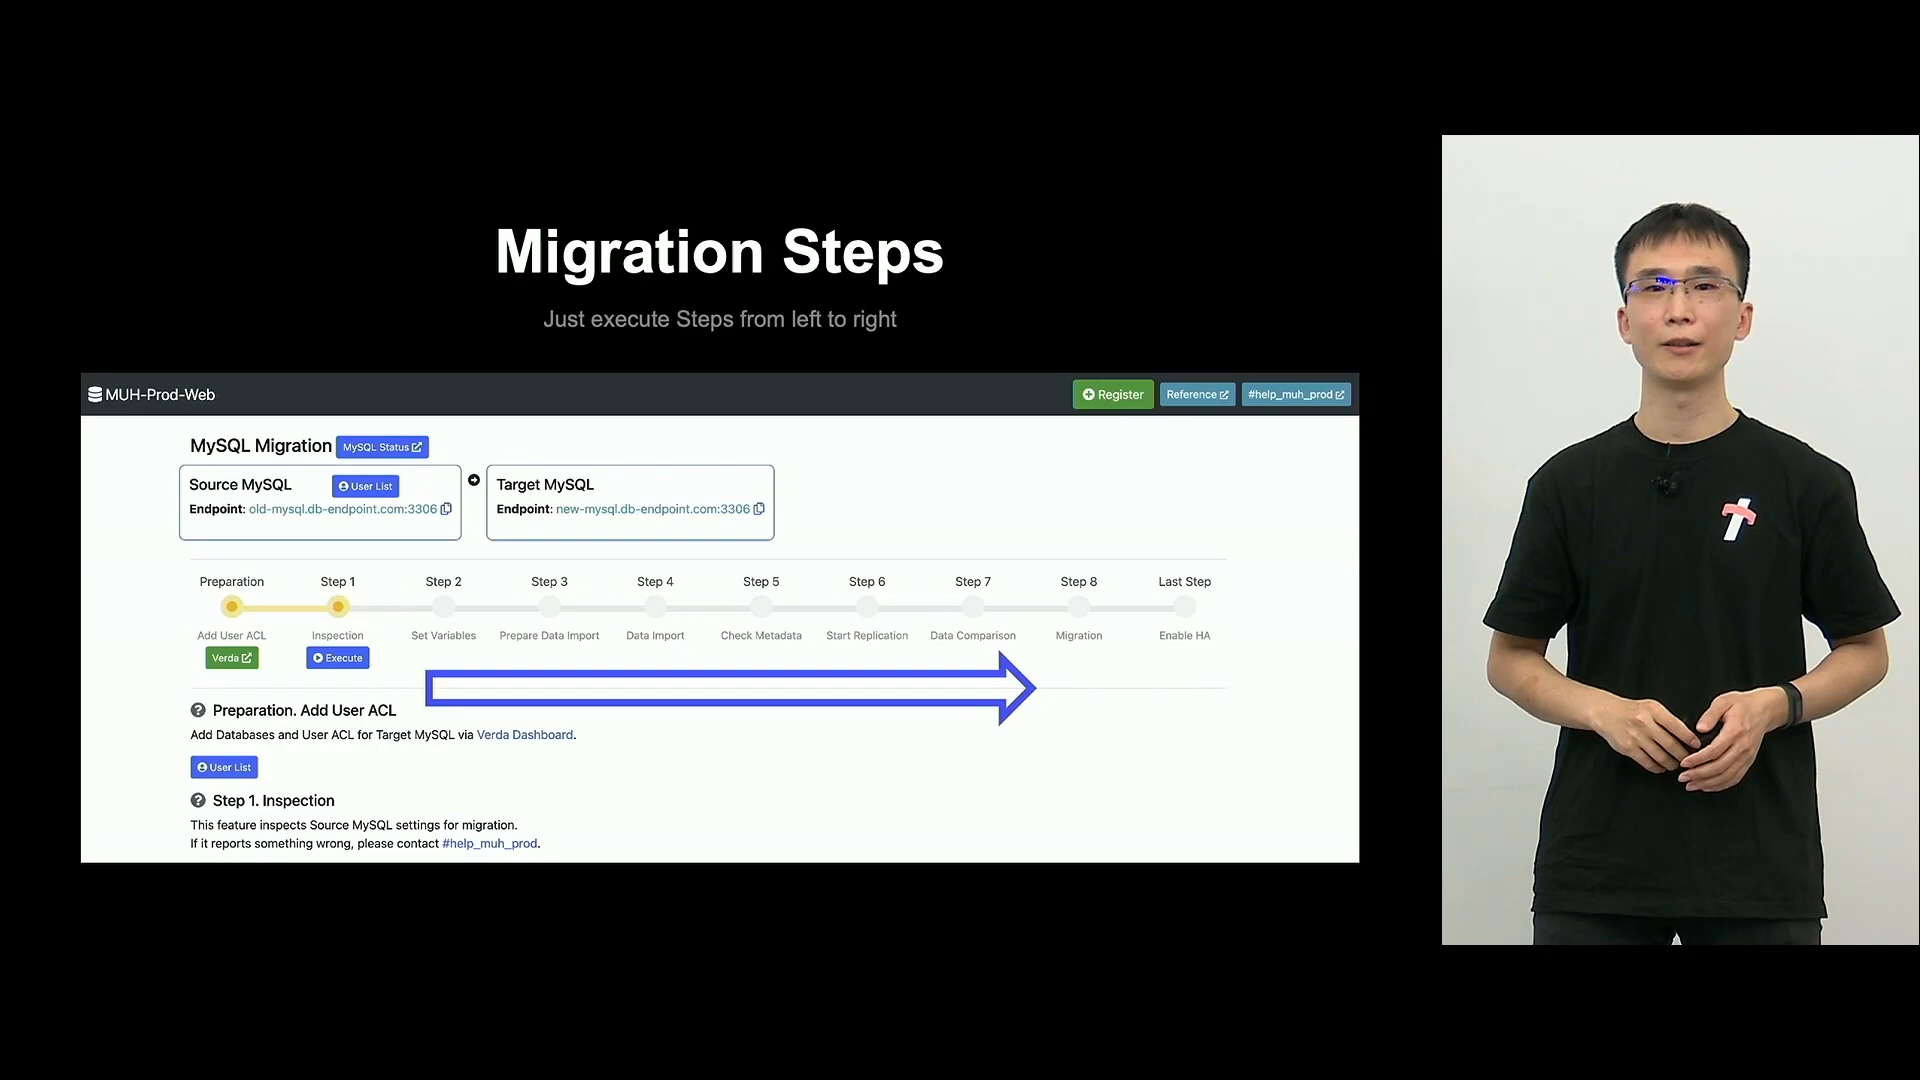 Migration Steps
Just execute Steps from left to right
MUH-Prod-Web
Register
Reference
#help_muh_prod
MySQL Migration
MySQL Status
Source MySQL
User List
Endpoint: old-mysql.db-endpoint.com:3306
Target MySQL
Endpoint: new-mysql.db-endpoint.com:3306
Preparation
Step 1
Step 2
Step 3
Step 4
Step 5
Step 6
Step 7
Step 8
Last Step
Add User ACL
Inspection
Set Variables
Prepare Data Import
Data Import
Check Metadata
Start Replication
Data Comparison
Migration
Enable HA
Verda
Execute
Preparation. Add User ACL
Add Databases and User ACL for Target MySQL via Verda Dashboard.
User List
Step 1. Inspection
This feature inspects Source MySQL settings for migration.
If it reports something wrong, please contact #help_muh_prod.